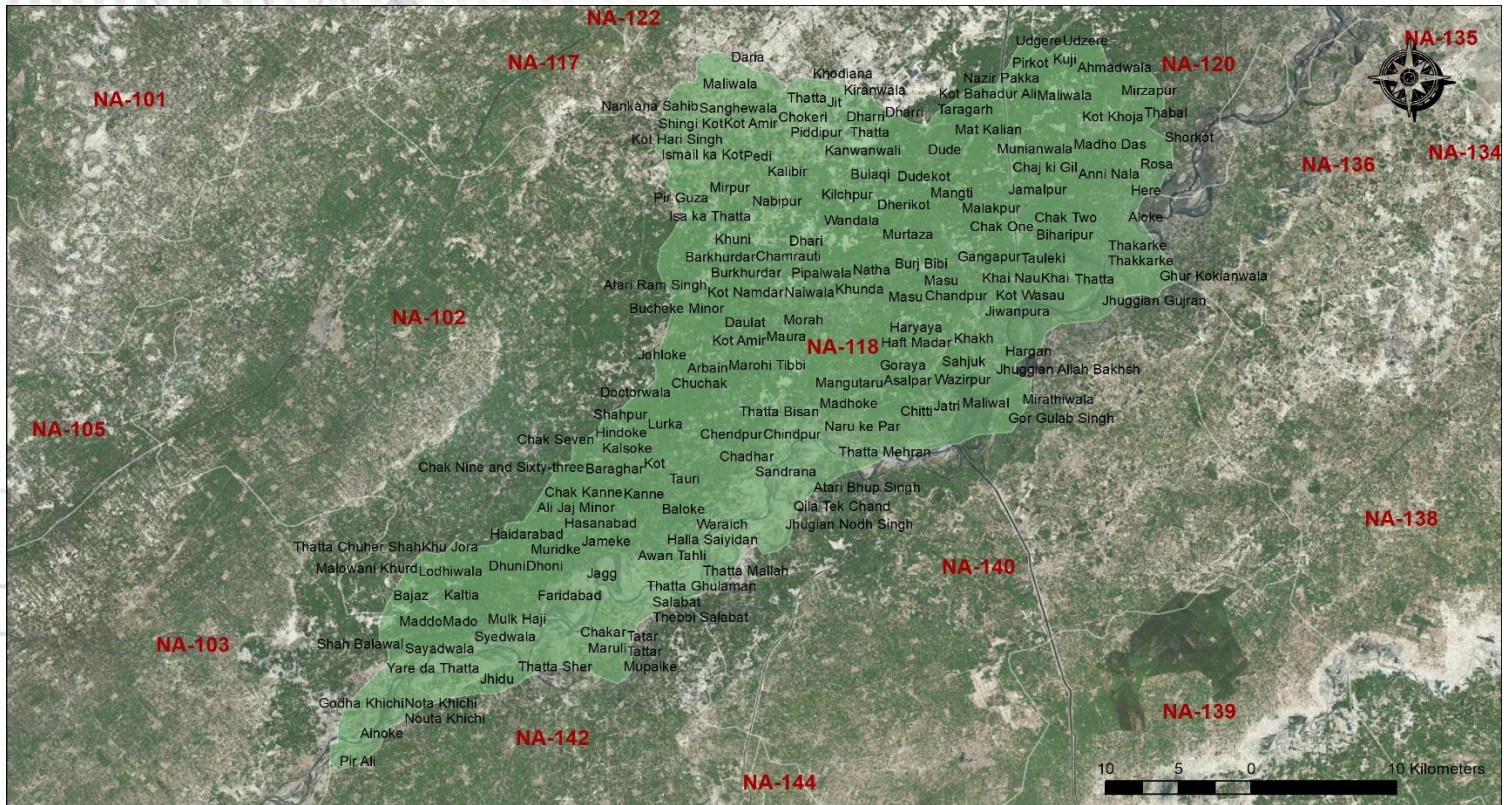 NA-122
NA-135
NA-117
NA-120
NA-101
NA-136
NA-134
NA-102
NA-118
NA-105
NA-138
NA-140
NA-103
NA-139
NA-142
NA-144
Udgere Udzere
Daria
Pirkot Kuji
Ahmadwala
Khodiana
Nazir Pakka
Maliwala
Kiranwala
Mirzapur
Kot Bahadur Ali Maliwala
Thatta Jit
Nankana Sahib Sanghewala
Taragarh
Dharri
Thabal
Chokeri
Dharri
Kot Khoja
Shingi Kot Kot Amir
Piddipur
Thatta
Mat Kalian
Shorkot
Kot Hari Singh
Kanwanwali
Dude
Munianwala
Madho Das
Ismail ka Kot Pedi
Rosa
Kalibir
Bulaqi
Dudekot
Chaj ki Gil
Anni Nala
Mirpur
Kilchpur
Mangti
Jamalpur
Here
Pir Guza
Nabipur
Dherikot
Malakpur
Isa ka Thatta
Wandala
Chak One
Chak Two
Aloke
Khuni
Dhari
Murtaza
Biharipur
Thakarke
Barkhurdar Chamrauti
Gangapur Tauleki
Thakkarke
Burkhurdar
Pipalwala Natha
Burj Bibi
Ghur Kokianwala
Masu
Khai Nau Khai
Thatta
Atari Ram Singh
Kot Namdar Nalwala Khunda
Masu Chandpur
Kot Wasau
Jhuggian Gujran
Bucheke Minor
Jiwanpura
Daulat
Morah
Haryaya
Kot Amir Maura
Haft Madar
Khakh
Johloke
Hargan
Arbain
Marohi Tibbi
Goraya
Sahjuk
Jhuggian Allah Bakhsh
Chuchak
Mangutaru Asalpar Wazirpur
Doctorwala
Madhoke
Mirathiwala
Shahpur
Thatta Bisan
Chitti
Jatri
Maliwal
Gor Gulab Singh
Lurka
Hindoke
Chendpur Chindpur
Naru ke Par
Chak Seven
Kalsoke
Chadhar
Thatta Mehran
Chak Nine and Sixty-three Baraghar
Kot
Sandrana
Tauri
Atari Bhup Singh
Chak Kanne Kanne
Ali Jaj Minor
Baloke
Qila Tek Chand
Hasanabad
Waraich
Jhugian Nodh Singh
Haidarabad
Jameke
Halla Saiyidan
Thatta Chuher Shah Khu Jora
Muridke
Awan Tahli
Malowani Khurd
Lodhiwala
Dhuni Dhoni
Jagg
Thatta Mallah
Thatta Ghulaman
Bajaz
Kaltia
Faridabad
Salabat
Maddo Mado
Mulk Haji
Thebbi Salabat
Syedwala
Chakar
Tatar
Shah Balawal
Sayadwala
Maruli
Tattar
Yare da Thatta
Thatta Sher
Mupalke
Jhidu
Godha Khichi Nota Khichi
Nouta Khichi
Ainoke
Pir Ali
10 5 0 10 Kilometers